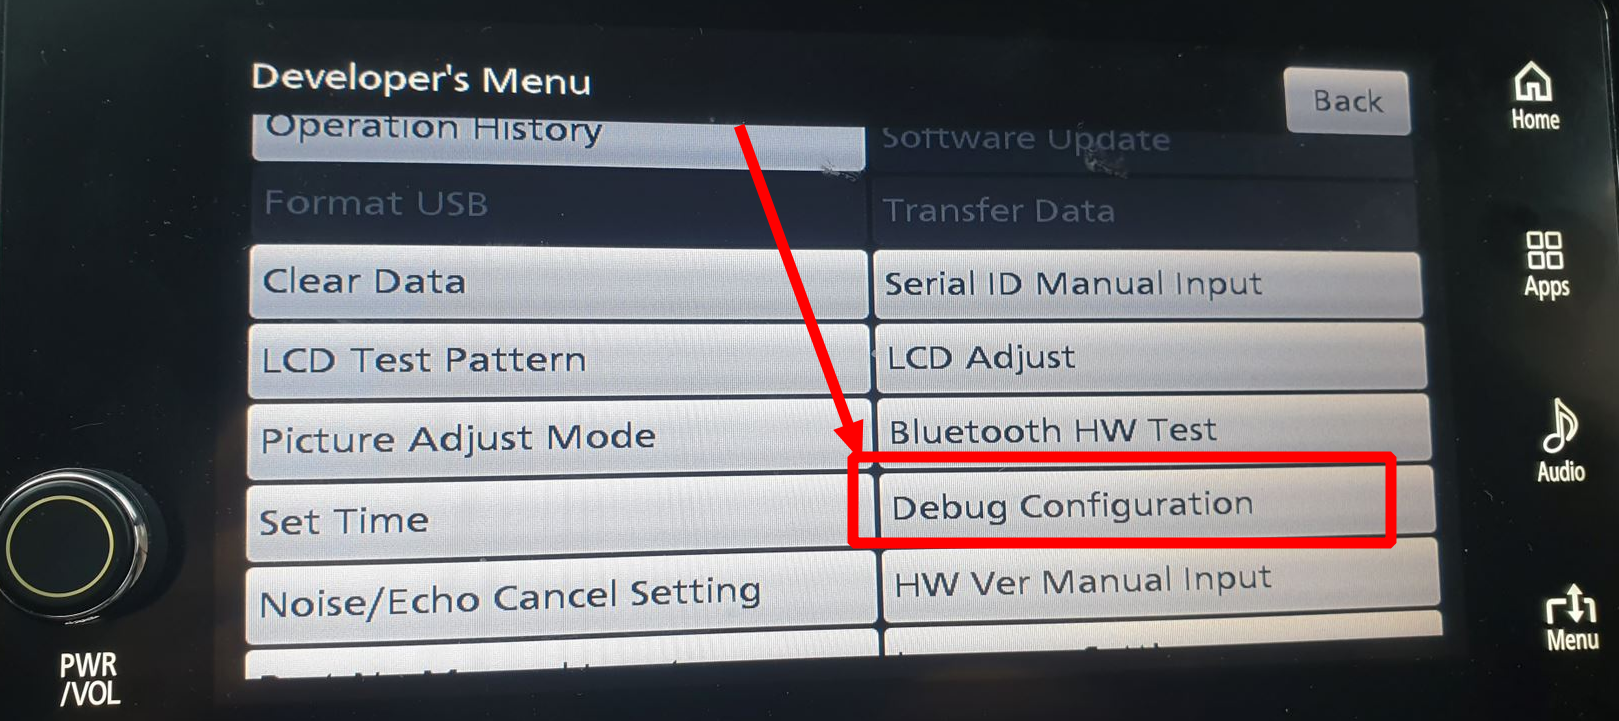 Developer's Menu
Back
Operation History
Software Update
Format USB
Transfer Data
Clear Data
Serial ID Manual Input
LCD Test Pattern
LCD Adjust
Picture Adjust Mode
Bluetooth HW Test
Set Time
Debug Configuration
Noise/Echo Cancel Setting
HW Ver Manual Input
Home
Apps
Audio
Menu
PWR
/VOL